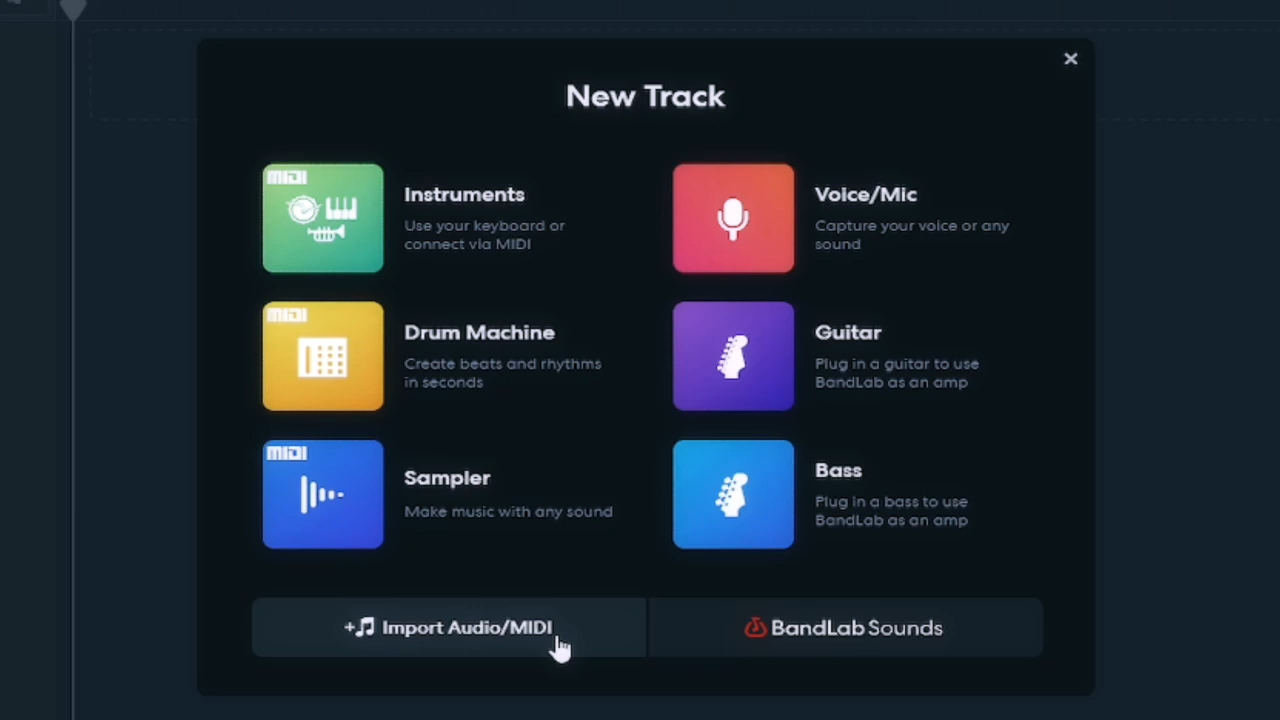 New Track
MIDI
Instruments
Use your keyboard or
connect via MIDI
Voice/Mic
Capture your voice or any
sound
MIDI
Drum Machine
Create beats and rhythms
in seconds
Guitar
Plug in a guitar to use
BandLab as an amp
MIDI
Sampler
Make music with any sound
Bass
Plug in a bass to use
BandLab as an amp
Import Audio/MIDI
BandLab Sounds